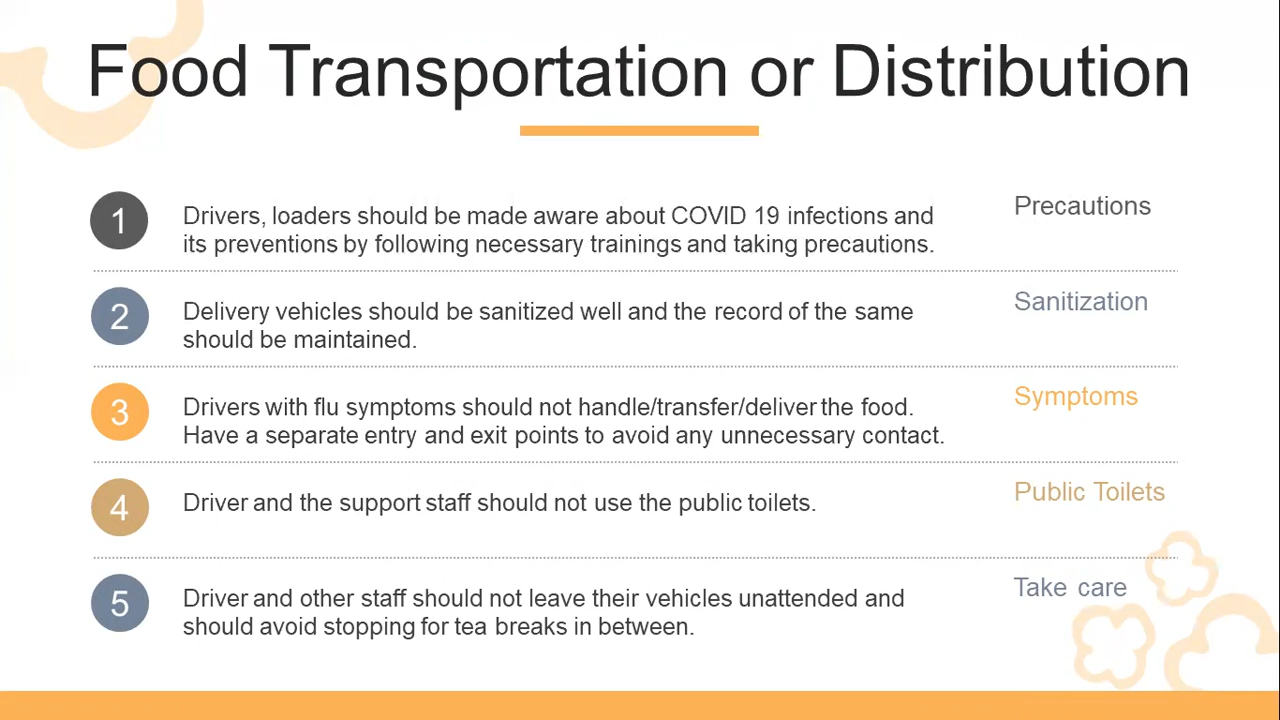 Food Transportation or Distribution
1
Drivers, loaders should be made aware about COVID 19 infections and
its preventions by following necessary trainings and taking precautions.
Precautions
2
Delivery vehicles should be sanitized well and the record of the same
should be maintained.
Sanitization
3
Drivers with flu symptoms should not handle/transfer/deliver the food.
Have a separate entry and exit points to avoid any unnecessary contact.
Symptoms
4
Driver and the support staff should not use the public toilets.
Public Toilets
5
Driver and other staff should not leave their vehicles unattended and
should avoid stopping for tea breaks in between.
Take care